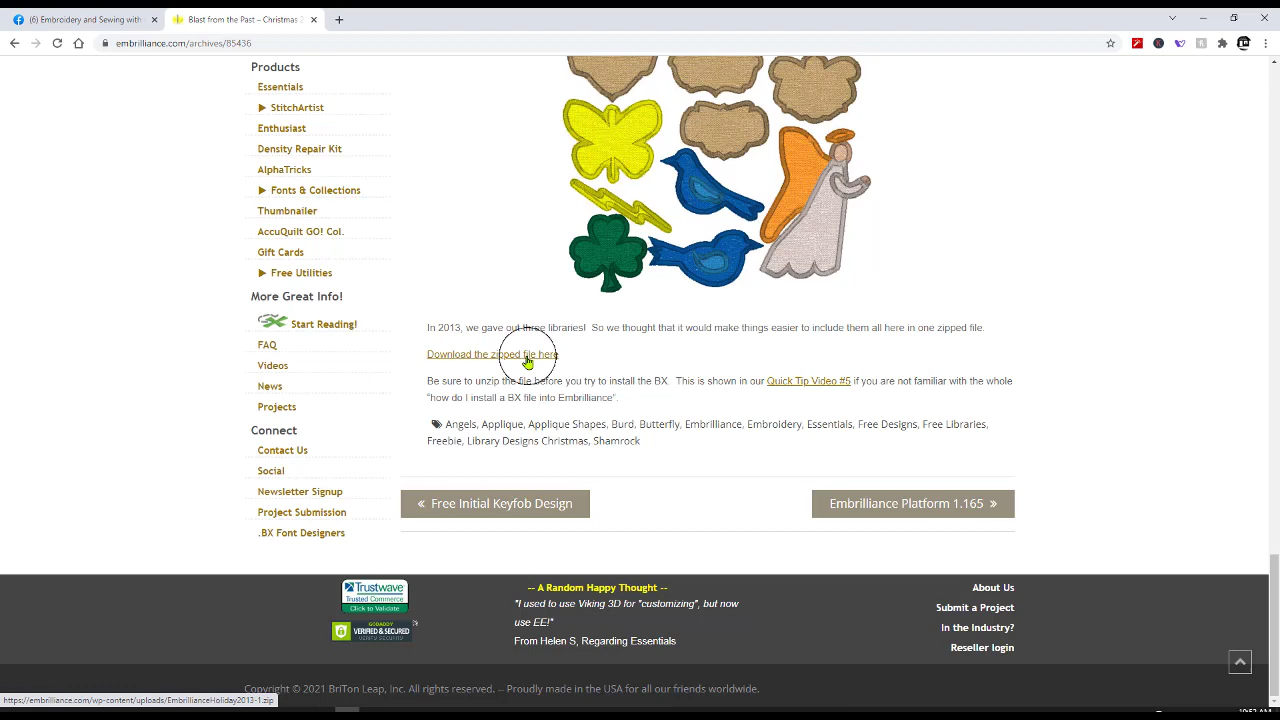 (6) Embroidery and Sewing with
Blast from the Past – Christmas 2
embrilliance.com/archives/85436
Products
Essentials
StitchArtist
Enthusiast
Density Repair Kit
AlphaTricks
Fonts & Collections
Thumbnailer
AccuQuilt GO! Col.
Gift Cards
Free Utilities
More Great Info!
Start Reading!
FAQ
Videos
News
Projects
Connect
Contact Us
Social
Newsletter Signup
Project Submission
.BX Font Designers
In 2013, we gave out three libraries! So we thought that it would make things easier to include them all here in one zipped file.
Download the zipped file here
Be sure to unzip the file before you try to install the BX. This is shown in our Quick Tip Video #5 if you are not familiar with the whole
“how do I install a BX file into Embrilliance”.
Angels, Applique, Applique Shapes, Burd, Butterfly, Embrilliance, Embroidery, Essentials, Free Designs, Free Libraries,
Freebie, Library Designs Christmas, Shamrock
« Free Initial Keyfob Design
Embrilliance Platform 1.165 »
Trustwave
Trusted Commerce
Click to Validate
GODADDY
VERIFIED & SECURED
-- A Random Happy Thought --
"I used to use Viking 3D for "customizing", but now
use EE!"
From Helen S, Regarding Essentials
About Us
Submit a Project
In the Industry?
Reseller login
Copyright © 2021 BriTon Leap, Inc. All rights reserved. -- Proudly made in the USA for all our friends worldwide.
https://embrilliance.com/wp-content/uploads/EmbrillianceHoliday2013-1.zip